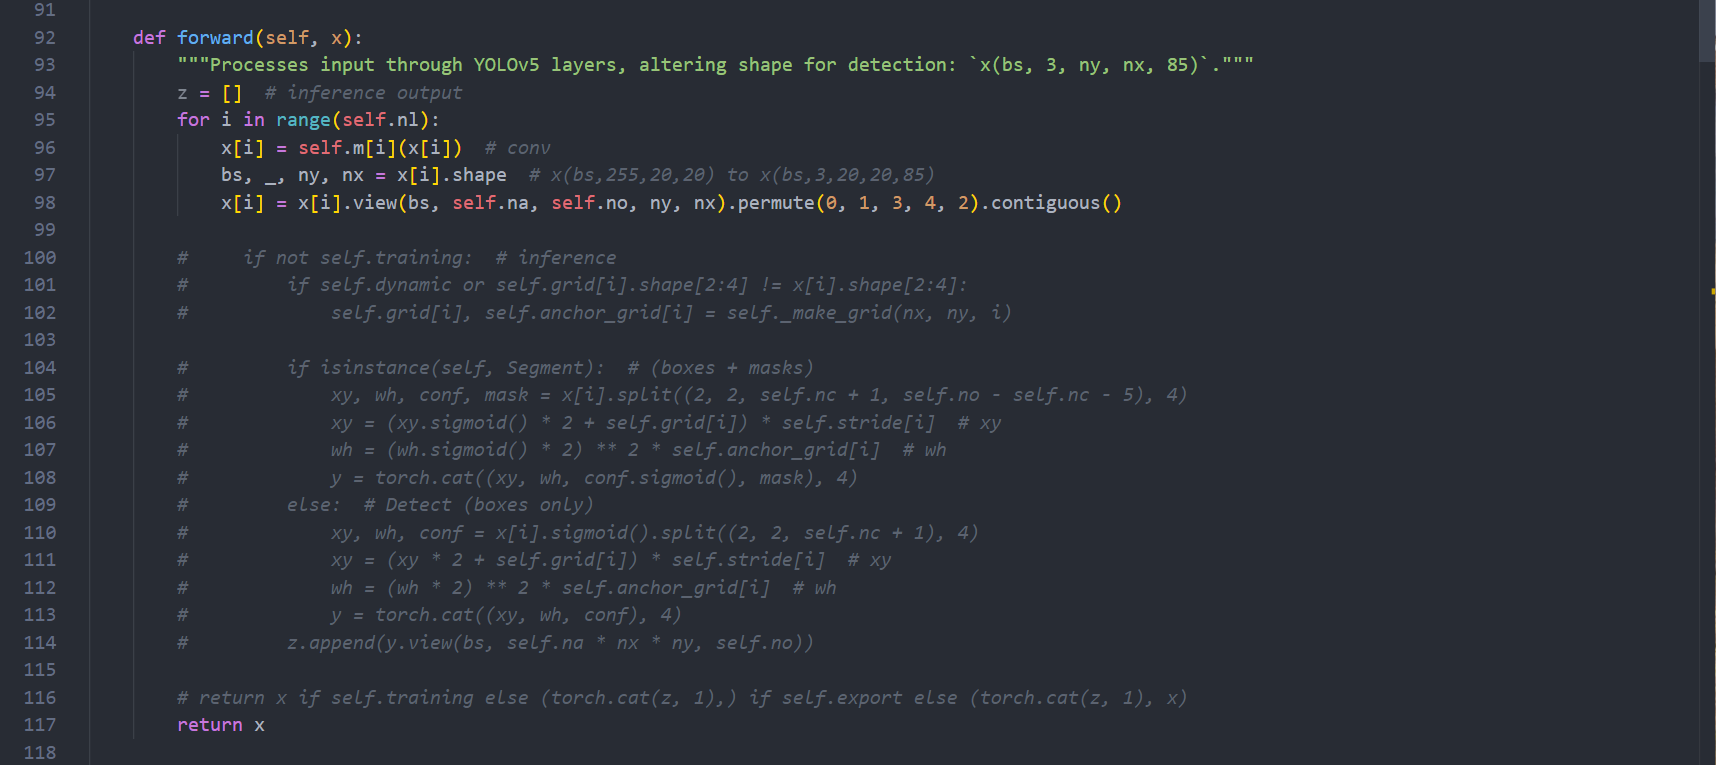 91
92 def forward(self, x):
93 """Processes input through YOLOv5 layers, altering shape for detection: `x(bs, 3, ny, nx, 85)`."""
94 z = []  # inference output
95 for i in range(self.nl):
96 x[i] = self.m[i](x[i])  # conv
97 bs, _, ny, nx = x[i].shape  # x(bs,255,20,20) to x(bs,3,20,20,85)
98 x[i] = x[i].view(bs, self.na, self.no, ny, nx).permute(0, 1, 3, 4, 2).contiguous()
99
100 #     if not self.training:  # inference
101 #         if self.dynamic or self.grid[i].shape[2:4] != x[i].shape[2:4]:
102 #             self.grid[i], self.anchor_grid[i] = self._make_grid(nx, ny, i)
103
104 #         if isinstance(self, Segment):  # (boxes + masks)
105 #             xy, wh, conf, mask = x[i].split((2, 2, self.nc + 1, self.no - self.nc - 5), 4)
106 #             xy = (xy.sigmoid() * 2 + self.grid[i]) * self.stride[i]  # xy
107 #             wh = (wh.sigmoid() * 2) ** 2 * self.anchor_grid[i]  # wh
108 #             y = torch.cat((xy, wh, conf.sigmoid(), mask), 4)
109 #         else:  # Detect (boxes only)
110 #             xy, wh, conf = x[i].sigmoid().split((2, 2, self.nc + 1), 4)
111 #             xy = (xy * 2 + self.grid[i]) * self.stride[i]  # xy
112 #             wh = (wh * 2) ** 2 * self.anchor_grid[i]  # wh
113 #             y = torch.cat((xy, wh, conf), 4)
114 #         z.append(y.view(bs, self.na * nx * ny, self.no))
115
116 # return x if self.training else (torch.cat(z, 1),) if self.export else (torch.cat(z, 1), x)
117 return x
118